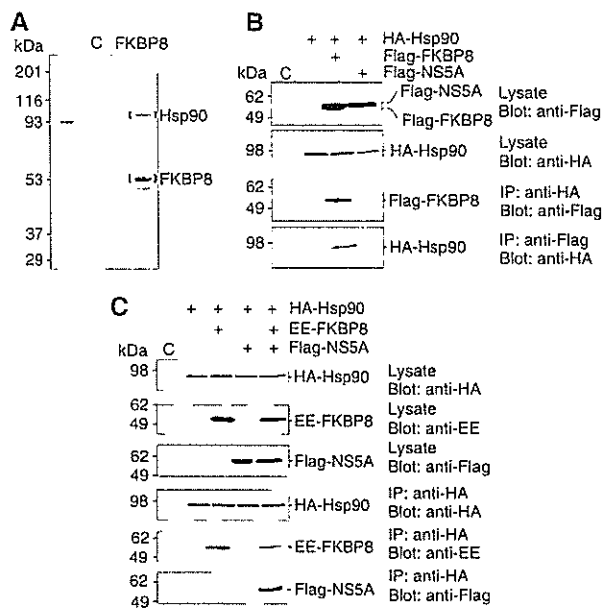 A
C FKBP8
kDa
201
116
93
53
37
29
Hsp90
FKBP8
B
+ + + HA-Hsp90
+ Flag-FKBP8
kDa C + Flag-NS5A
62
49
Flag-NS5A
Flag-FKBP8
Lysate
Blot: anti-Flag
98
HA-Hsp90
Lysate
Blot: anti-HA
62
49
Flag-FKBP8
IP: anti-HA
Blot: anti-Flag
98
HA-Hsp90
IP: anti-Flag
Blot: anti-HA
C
+ + + + HA-Hsp90
+ + EE-FKBP8
kDa C + + Flag-NS5A
98
HA-Hsp90
Lysate
Blot: anti-HA
62
49
EE-FKBP8
Lysate
Blot: anti-EE
62
49
Flag-NS5A
Lysate
Blot: anti-Flag
98
HA-Hsp90
IP: anti-HA
Blot: anti-HA
62
49
EE-FKBP8
IP: anti-HA
Blot: anti-EE
62
49
Flag-NS5A
IP: anti-HA
Blot: anti-Flag